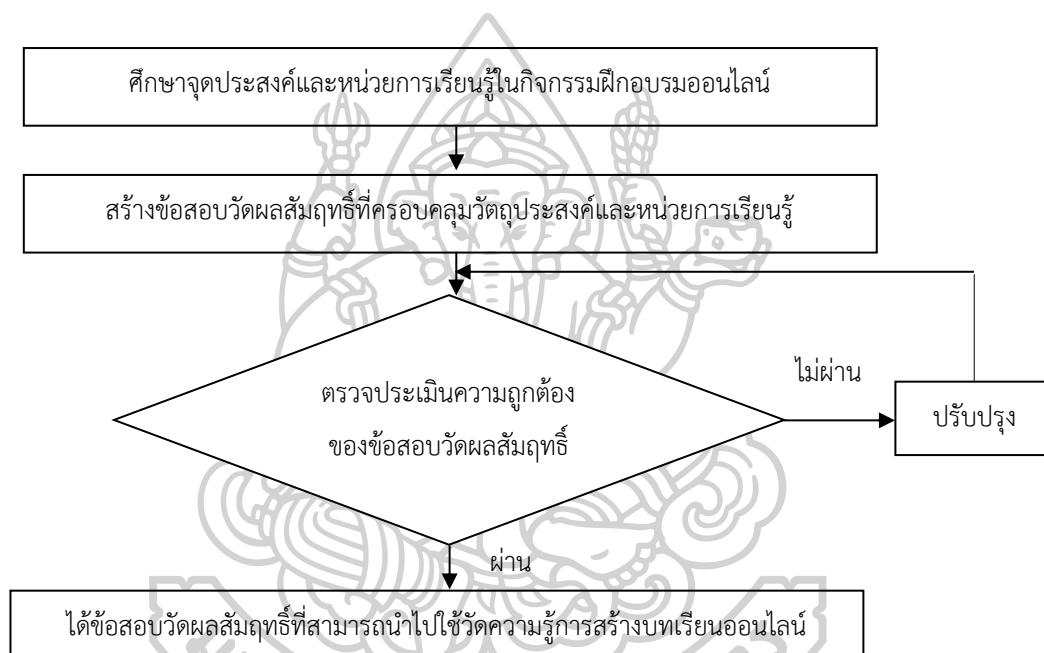 ศึกษาจุดประสงค์และหน่วยการเรียนรู้ในกิจกรรมฝึกอบรมออนไลน์
สร้างข้อสอบวัดผลสัมฤทธิ์ที่ครอบคลุมวัตถุประสงค์และหน่วยการเรียนรู้
ตรวจประเมินความถูกต้อง
ของข้อสอบวัดผลสัมฤทธิ์
ไม่ผ่าน
ปรับปรุง
ผ่าน
ได้ข้อสอบวัดผลสัมฤทธิ์ที่สามารถนำไปใช้วัดความรู้การสร้างบทเรียนออนไลน์